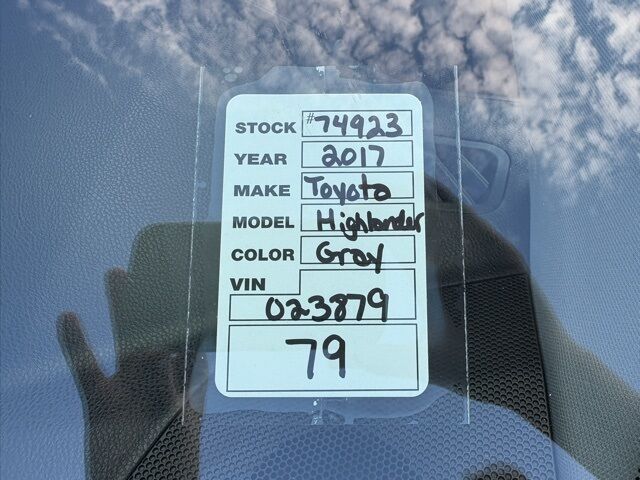 STOCK #74923
YEAR 2017
MAKE Toyota
MODEL Highlander
COLOR Gray
VIN
023879
79